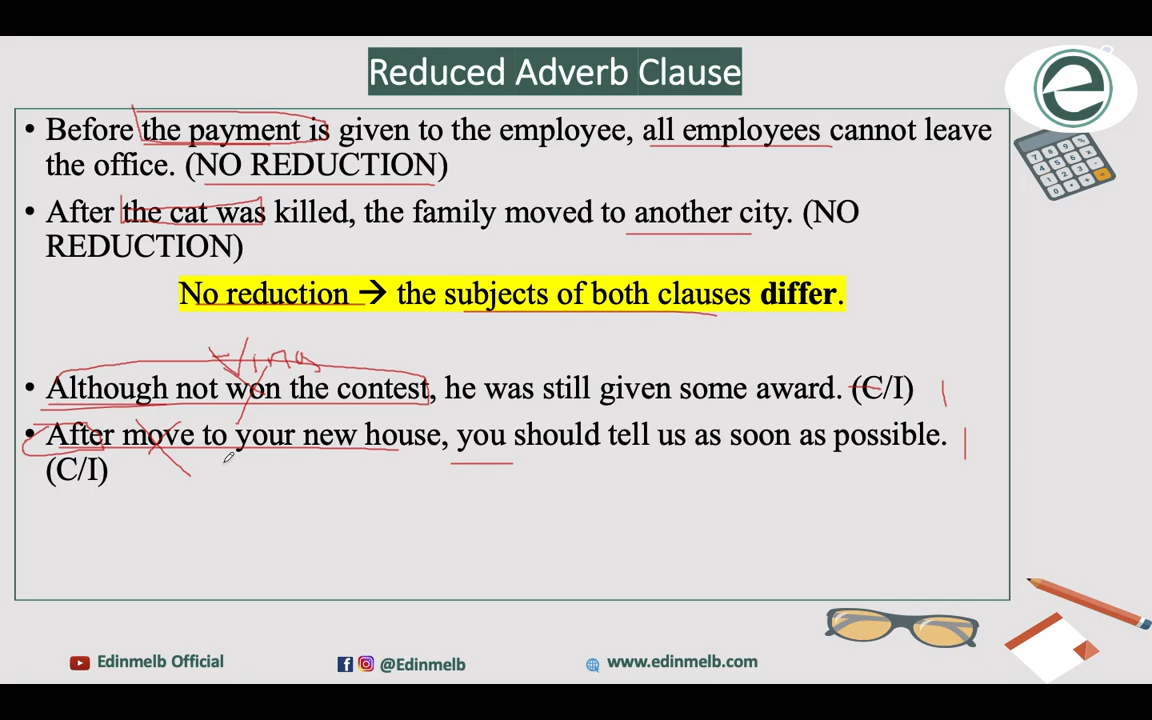 Reduced Adverb Clause
• Before the payment is given to the employee, all employees cannot leave
the office. (NO REDUCTION)
• After the cat was killed, the family moved to another city. (NO
REDUCTION)
No reduction → the subjects of both clauses differ.
Ving
• Although not won the contest, he was still given some award. (C/I) I
• After move to your new house, you should tell us as soon as possible. I
(C/I)
Edinmelb Official
@Edinmelb
www.edinmelb.com